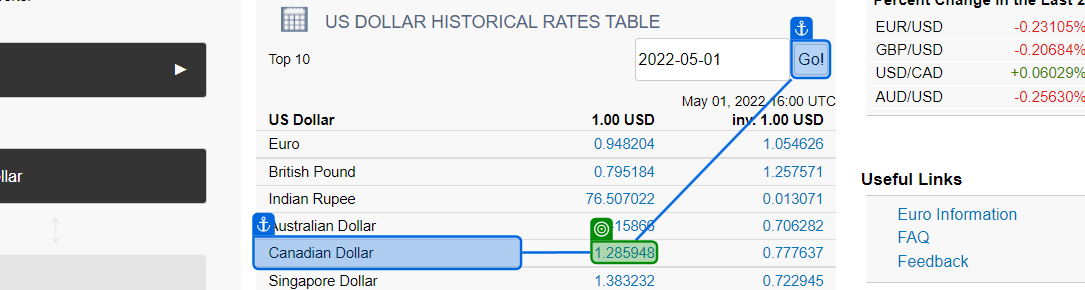 US DOLLAR HISTORICAL RATES TABLE
Top 10
2022-05-01
Go!
May 01, 2022 16:00 UTC
US Dollar 1.00 USD inv. 1.00 USD
Euro 0.948204 1.054626
British Pound 0.795184 1.257571
Indian Rupee 76.507022 0.013071
Australian Dollar 15866 0.706282
Canadian Dollar 1.285948 0.777637
Singapore Dollar 1.383232 0.722945
llar
Percent Change in the Last 2
EUR/USD -0.23105%
GBP/USD -0.20684%
USD/CAD +0.06029%
AUD/USD -0.25630%
Useful Links
Euro Information
FAQ
Feedback